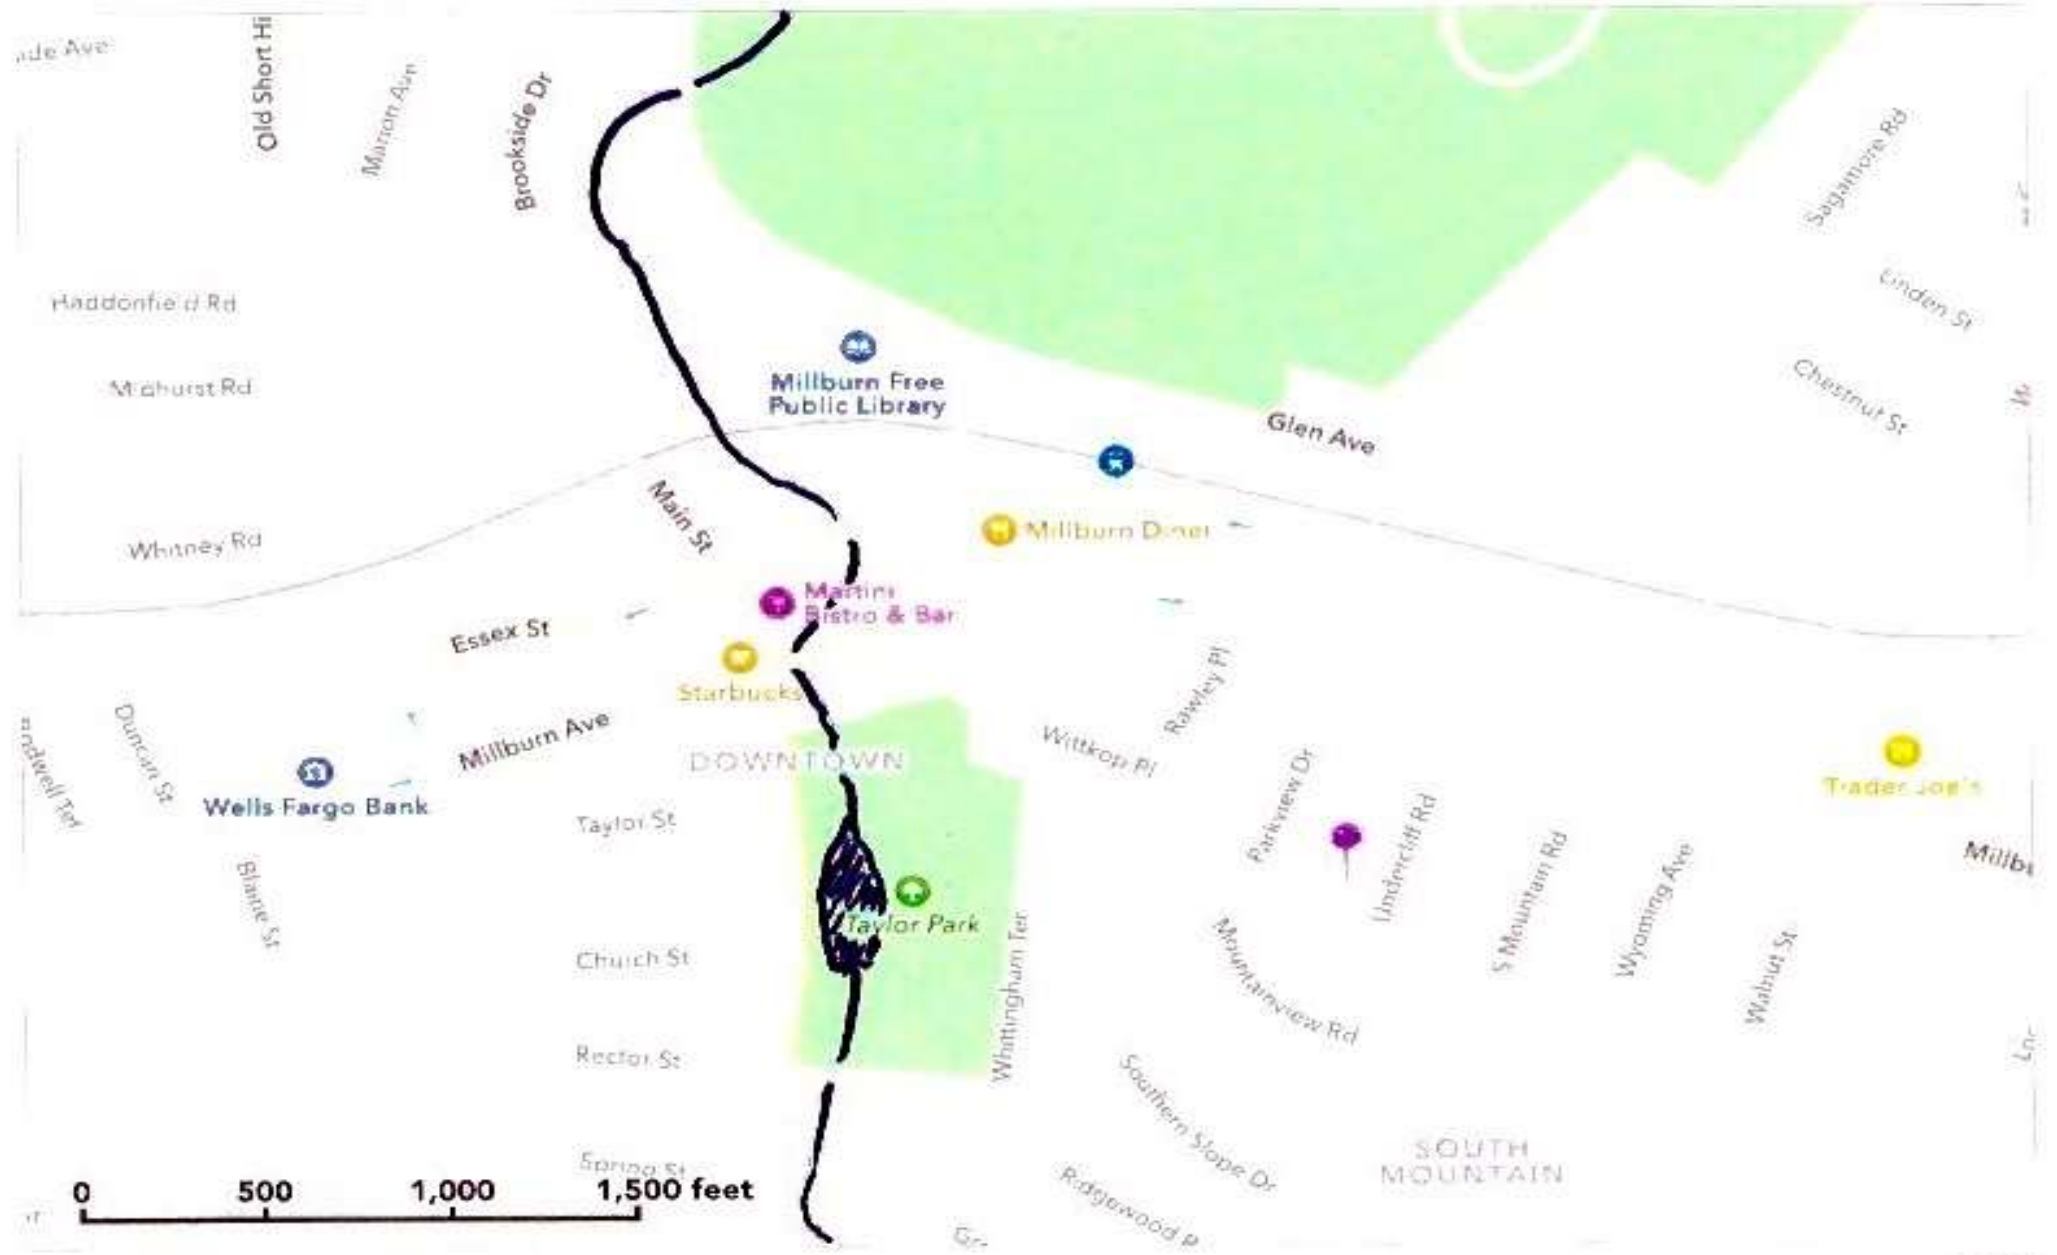 Old Short Hi
Marion Ave
Brookside Dr
Sagamore Rd
Haddonfield Rd
Linden St
Midhurst Rd
Millburn Free
Public Library
Chestnut St
Glen Ave
Main St
Whitney Rd
Millburn Diner
Martini
Bistro & Bar
Essex St
Starbucks
Rawley Pl
Duncan St
Millburn Ave
Wittkop Pl
DOWNTOWN
Wells Fargo Bank
Taylor St
Parkview Dr
Undercliff Rd
Trader Joe's
S Mountain Rd
Wyoming Ave
Blaine St
Taylor Park
Church St
Whittingham Ter
Mountainview Rd
Walnut St
Rector St
Southern Slope Dr
Spring St
SOUTH
MOUNTAIN
0 500 1,000 1,500 feet
Ridgewood